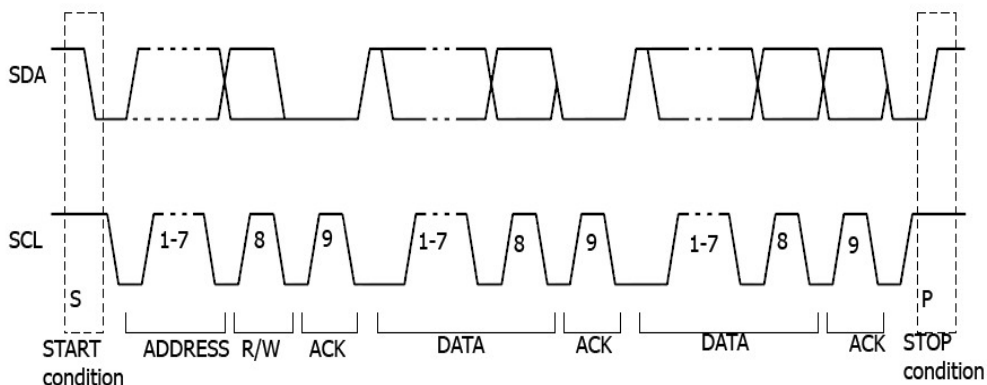 SDA
SCL
1-7 8 9 1-7 8 9 1-7 8 9
S P
START condition ADDRESS R/W ACK DATA ACK DATA ACK STOP condition